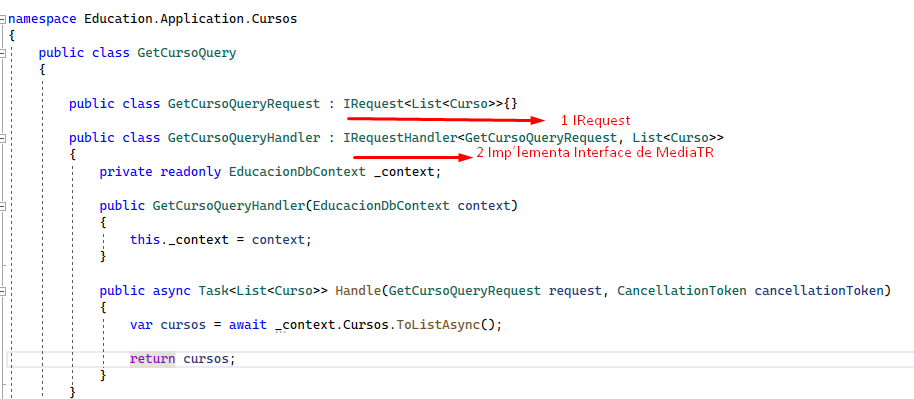 namespace Education.Application.Cursos
{
public class GetCursoQuery
{
public class GetCursoQueryRequest : IRequest<List<Curso>>{}
1 IRequest
public class GetCursoQueryHandler : IRequestHandler<GetCursoQueryRequest, List<Curso>>
2 Imp´lementa Interface de MediaTR
{
private readonly EducacionDbContext _context;
public GetCursoQueryHandler(EducacionDbContext context)
{
this._context = context;
}
public async Task<List<Curso>> Handle(GetCursoQueryRequest request, CancellationToken cancellationToken)
{
var cursos = await _context.Cursos.ToListAsync();
return cursos;
}
}